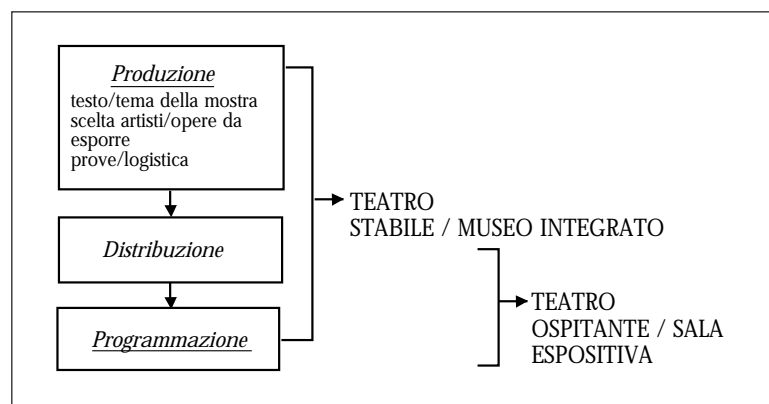 Produzione
testo/tema della mostra
scelta artisti/opere da
esporre
prove/logistica
Distribuzione
Programmazione
TEATRO
STABILE / MUSEO INTEGRATO
TEATRO
OSPITANTE / SALA
ESPOSITIVA